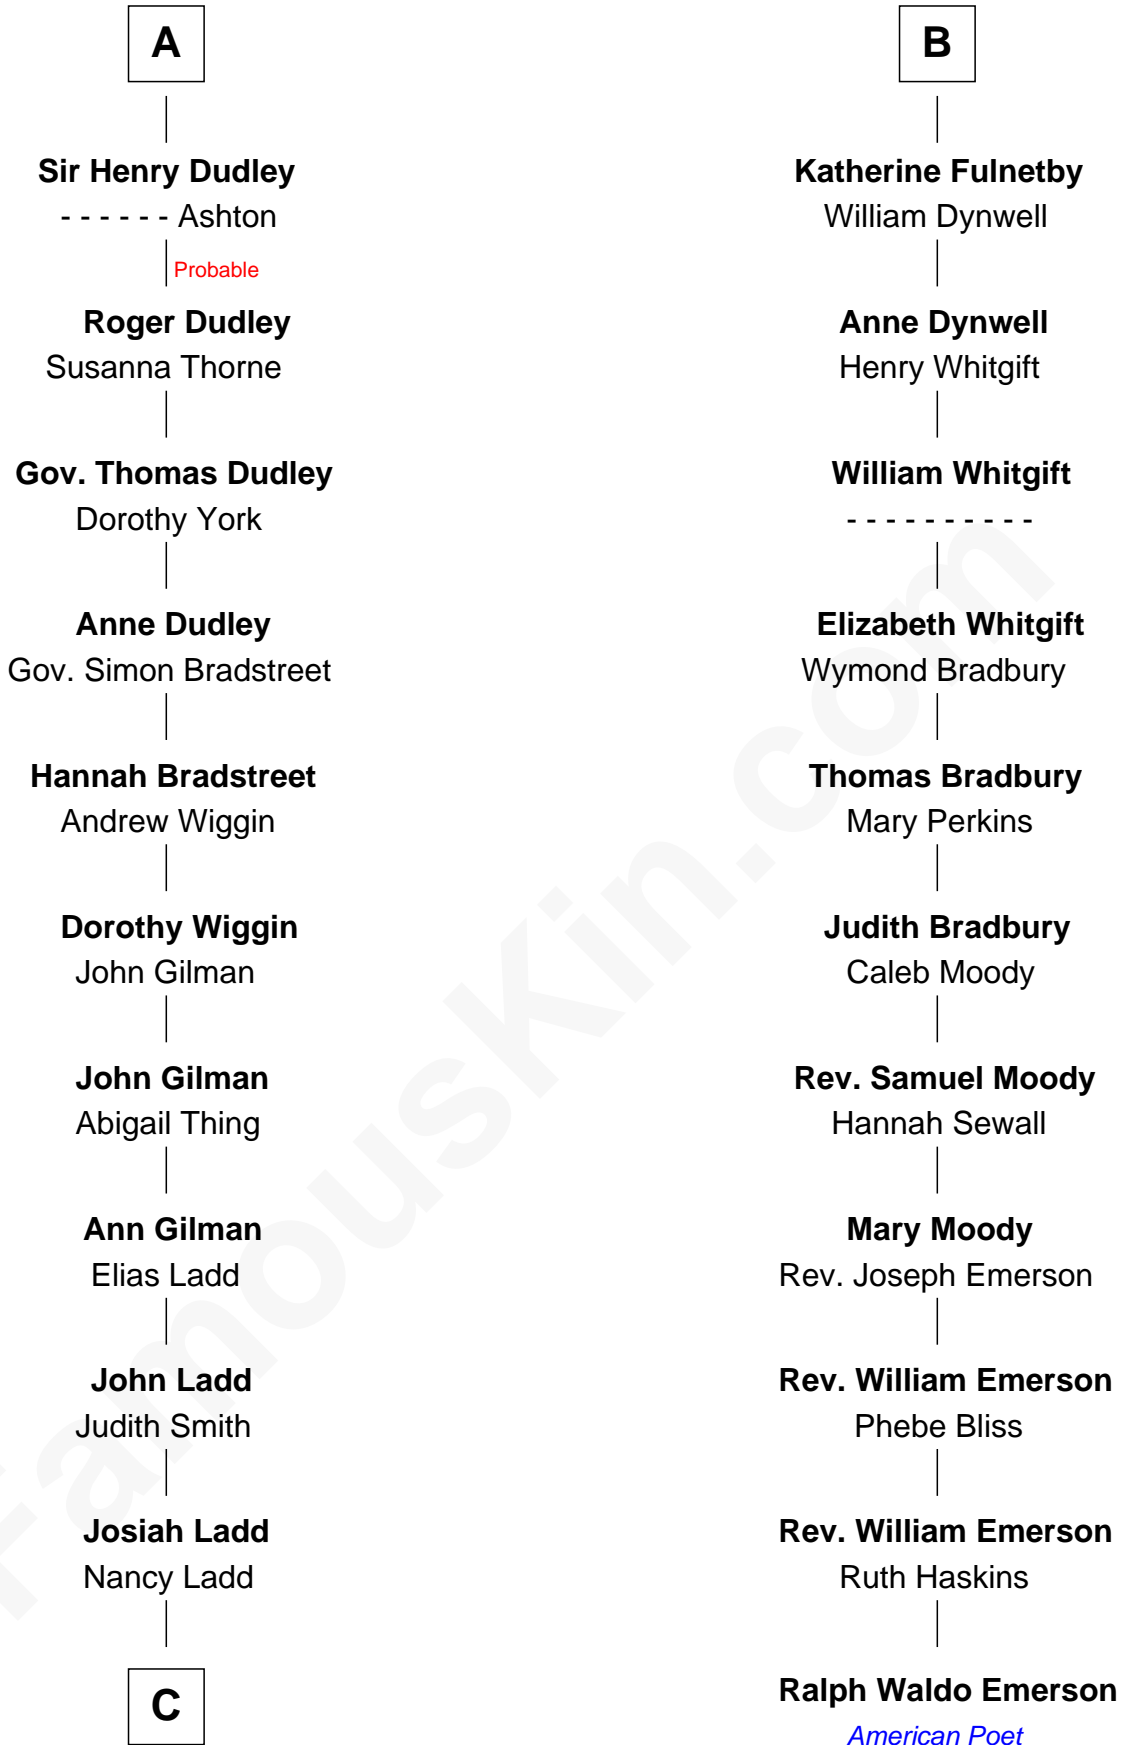 A
Sir Henry Dudley
- - - - - - Ashton
Probable
Roger Dudley
Susanna Thorne
Gov. Thomas Dudley
Dorothy York
Anne Dudley
Gov. Simon Bradstreet
Hannah Bradstreet
Andrew Wiggin
Dorothy Wiggin
John Gilman
John Gilman
Abigail Thing
Ann Gilman
Elias Ladd
John Ladd
Judith Smith
Josiah Ladd
Nancy Ladd
C
B
Katherine Fulnetby
William Dynwell
Anne Dynwell
Henry Whitgift
William Whitgift
- - - - - - - - - -
Elizabeth Whitgift
Wymond Bradbury
Thomas Bradbury
Mary Perkins
Judith Bradbury
Caleb Moody
Rev. Samuel Moody
Hannah Sewall
Mary Moody
Rev. Joseph Emerson
Rev. William Emerson
Phebe Bliss
Rev. William Emerson
Ruth Haskins
Ralph Waldo Emerson
American Poet
FamousKin.com